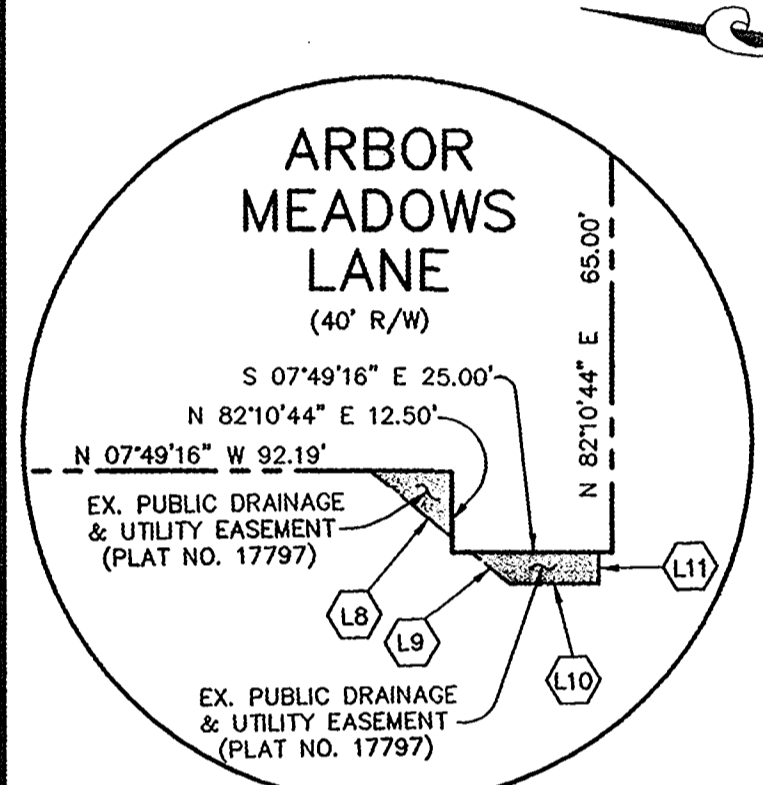 ARBOR
MEADOWS
LANE
(40' R/W)
N 82°10'44" E 65.00'
S 07°49'16" E 25.00'
N 82°10'44" E 12.50'
N 07°49'16" W 92.19'
EX. PUBLIC DRAINAGE
& UTILITY EASEMENT
(PLAT NO. 17797)
L8
L9
L10
L11
EX. PUBLIC DRAINAGE
& UTILITY EASEMENT
(PLAT NO. 17797)